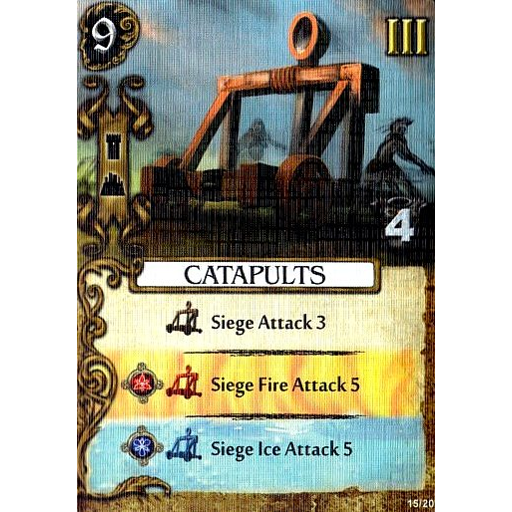 9
III
4
CATAPULTS
Siege Attack 3
Siege Fire Attack 5
Siege Ice Attack 5
15/20